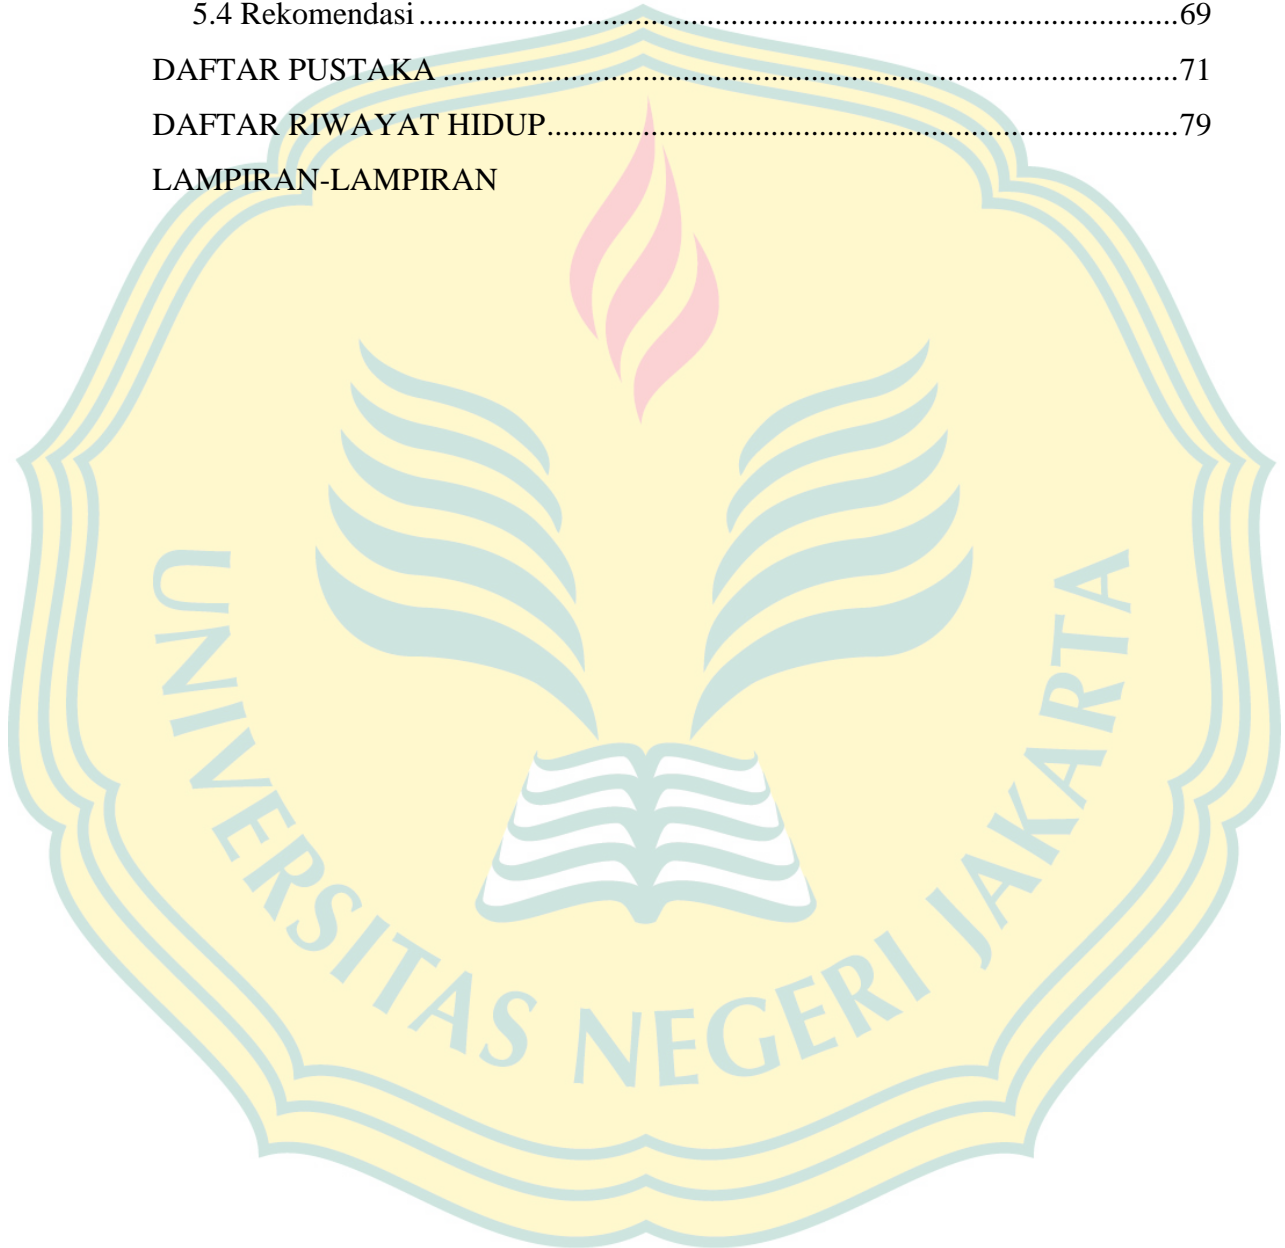 5.4 Rekomendasi ........................................................................................... 69
DAFTAR PUSTAKA ........................................................................................ 71
DAFTAR RIWAYAT HIDUP............................................................................ 79
LAMPIRAN-LAMPIRAN
UNIVERSITAS NEGERI JAKARTA